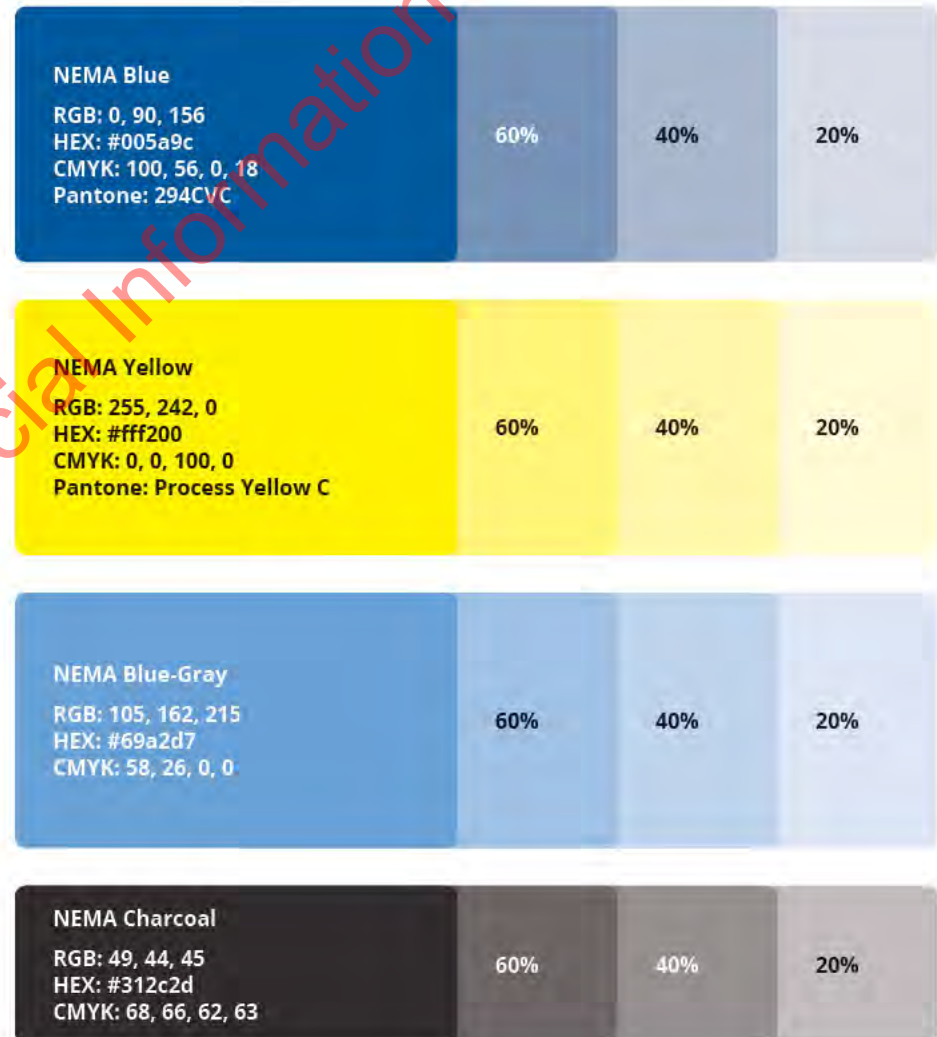 NEMA Blue
RGB: 0, 90, 156
HEX: #005a9c
CMYK: 100, 56, 0, 18
Pantone: 294CVC
60%
40%
20%
NEMA Yellow
RGB: 255, 242, 0
HEX: #fff200
CMYK: 0, 0, 100, 0
Pantone: Process Yellow C
60%
40%
20%
NEMA Blue-Gray
RGB: 105, 162, 215
HEX: #69a2d7
CMYK: 58, 26, 0, 0
60%
40%
20%
NEMA Charcoal
RGB: 49, 44, 45
HEX: #312c2d
CMYK: 68, 66, 62, 63
60%
40%
20%
Information